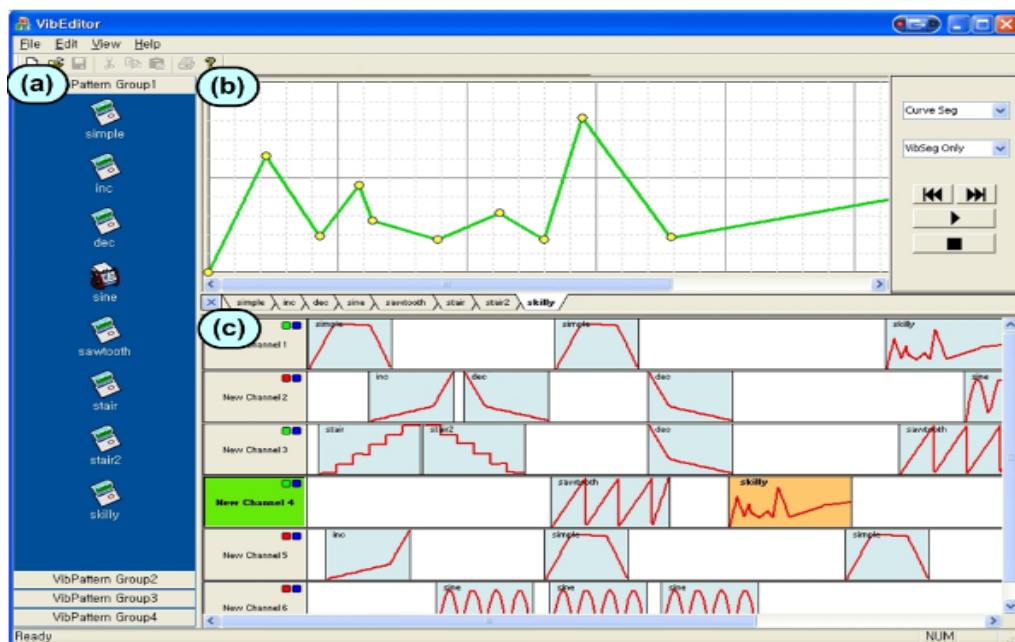 VibEditor
File Edit View Help
(a)
VibPattern Group1
simple
inc
dec
sine
sawtooth
stair
stair2
skilly
VibPattern Group2
VibPattern Group3
VibPattern Group4
(b)
Curve Seg
VibSeg Only
simple inc dec sine sawtooth stair stair2 skilly
(c)
New Channel 1
simple simple skilly
New Channel 2
inc dec dec sine
New Channel 3
stair stair2 dec sawtooth
New Channel 4
sawtooth skilly
New Channel 5
inc simple simple
New Channel 6
sine sine sine
Ready NUM